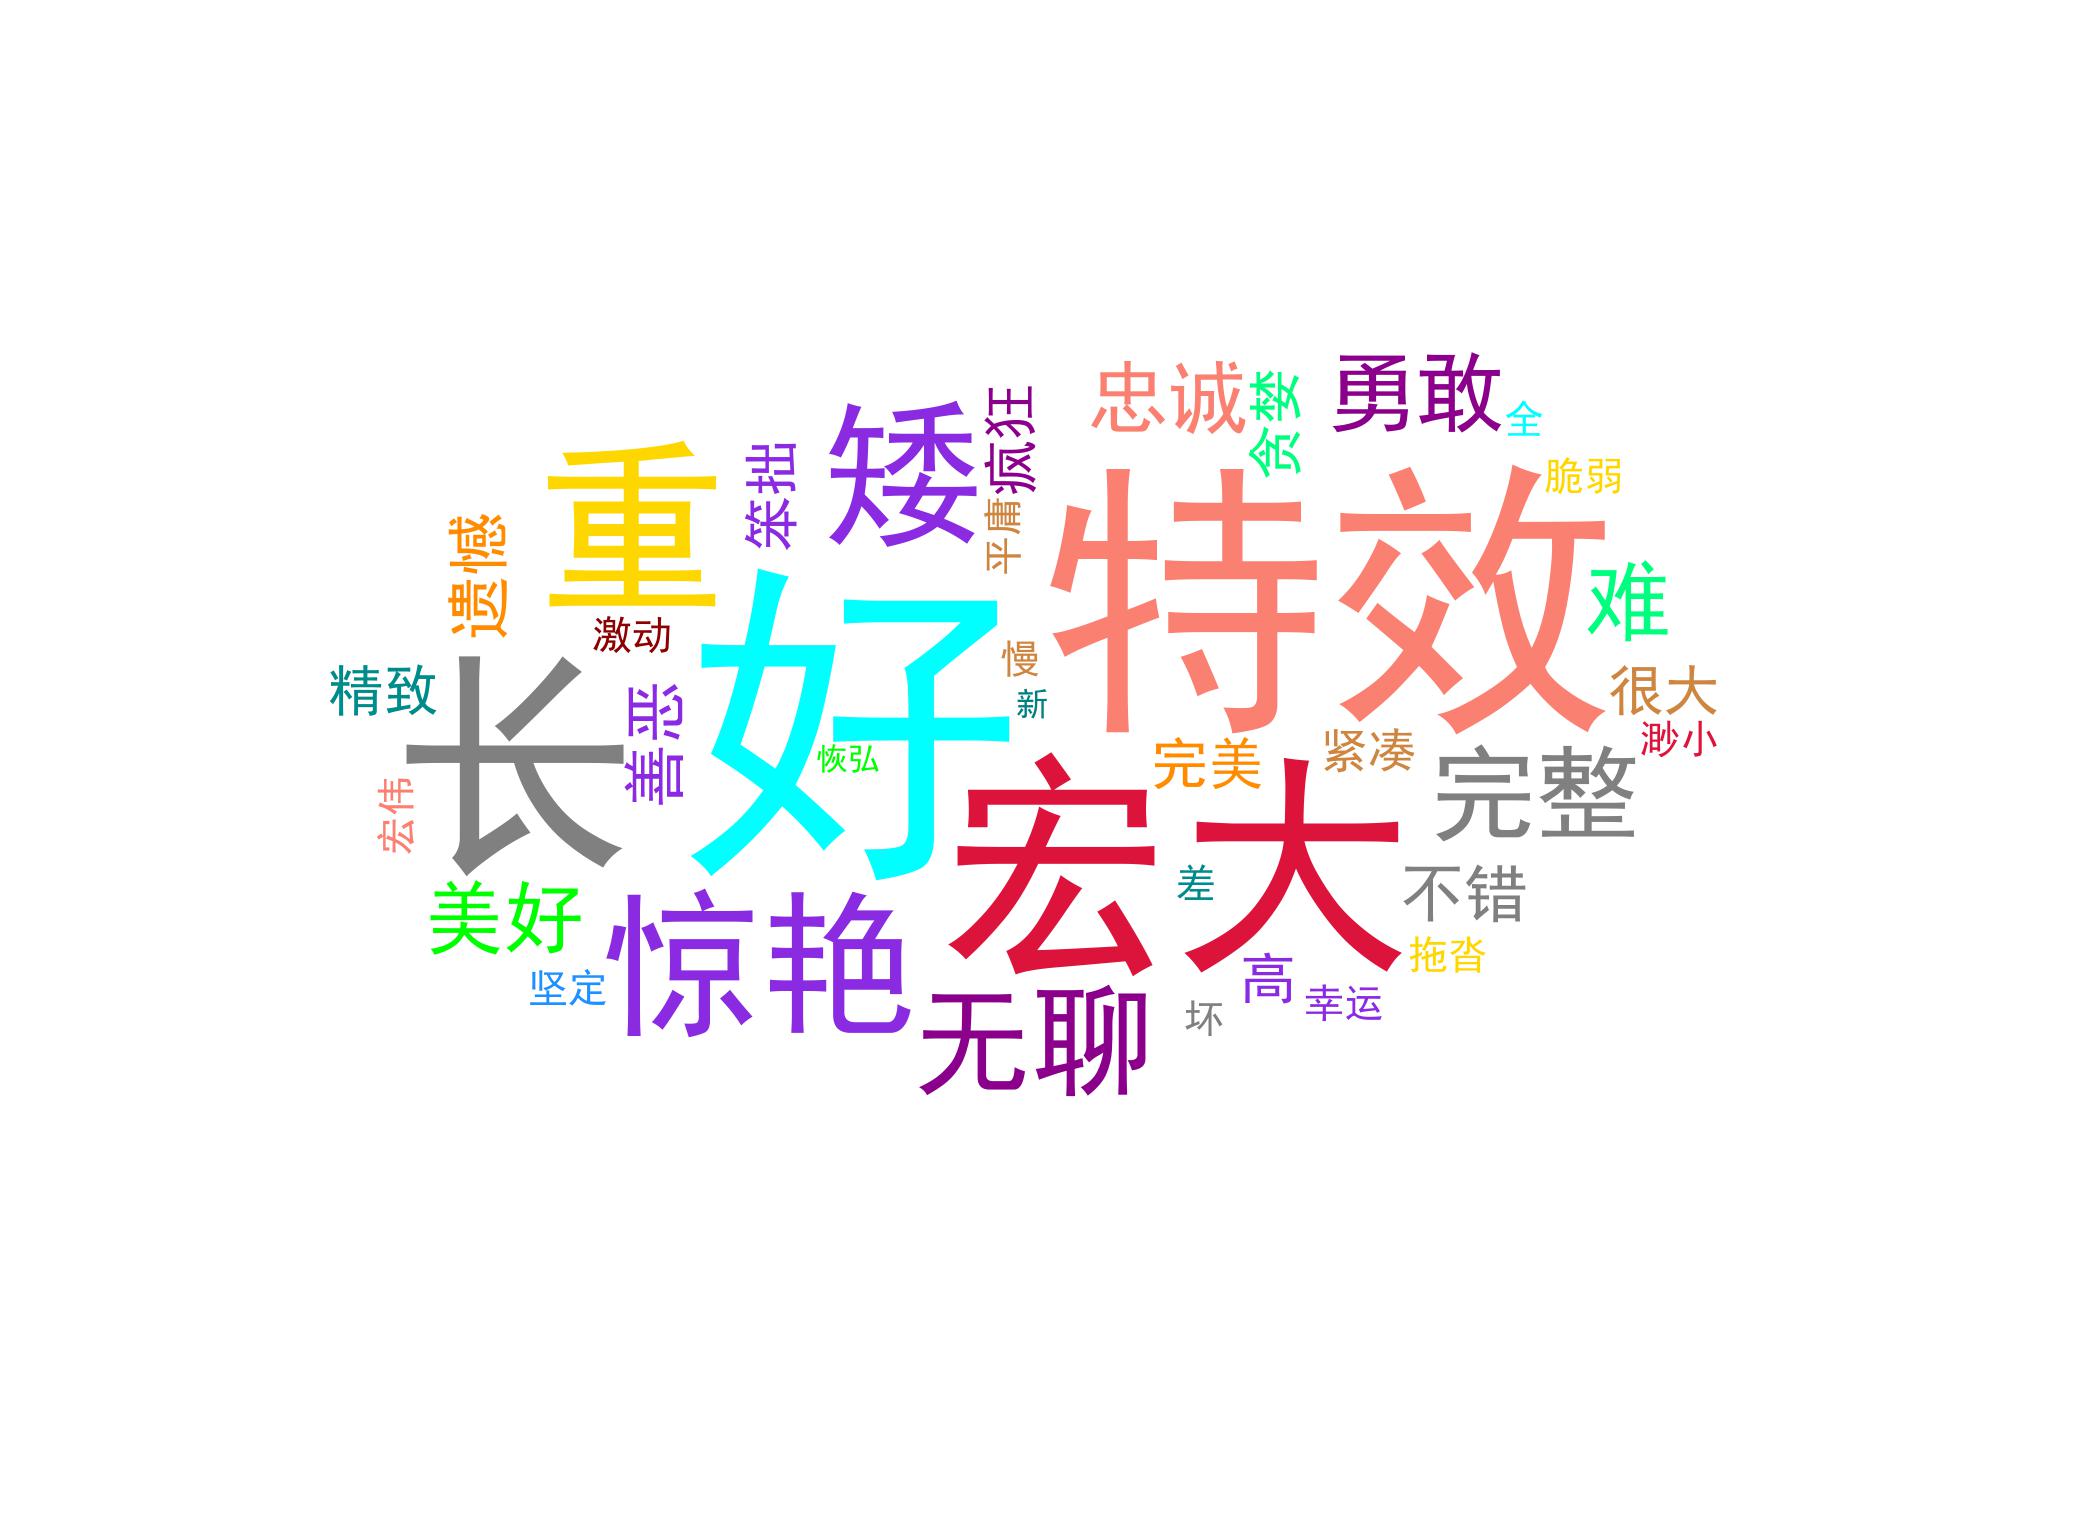 勇敢
忠诚
贪婪
疯狂
全
矮
重
笨拙
特效
脆弱
平庸
遗憾
难
好
激动
慢
很大
精致
长
善恶
新
渺小
恢弘
完美
紧凑
完整
宏伟
宏大
差
不错
美好
惊艳
拖沓
高
坚定
幸运
无聊
坏